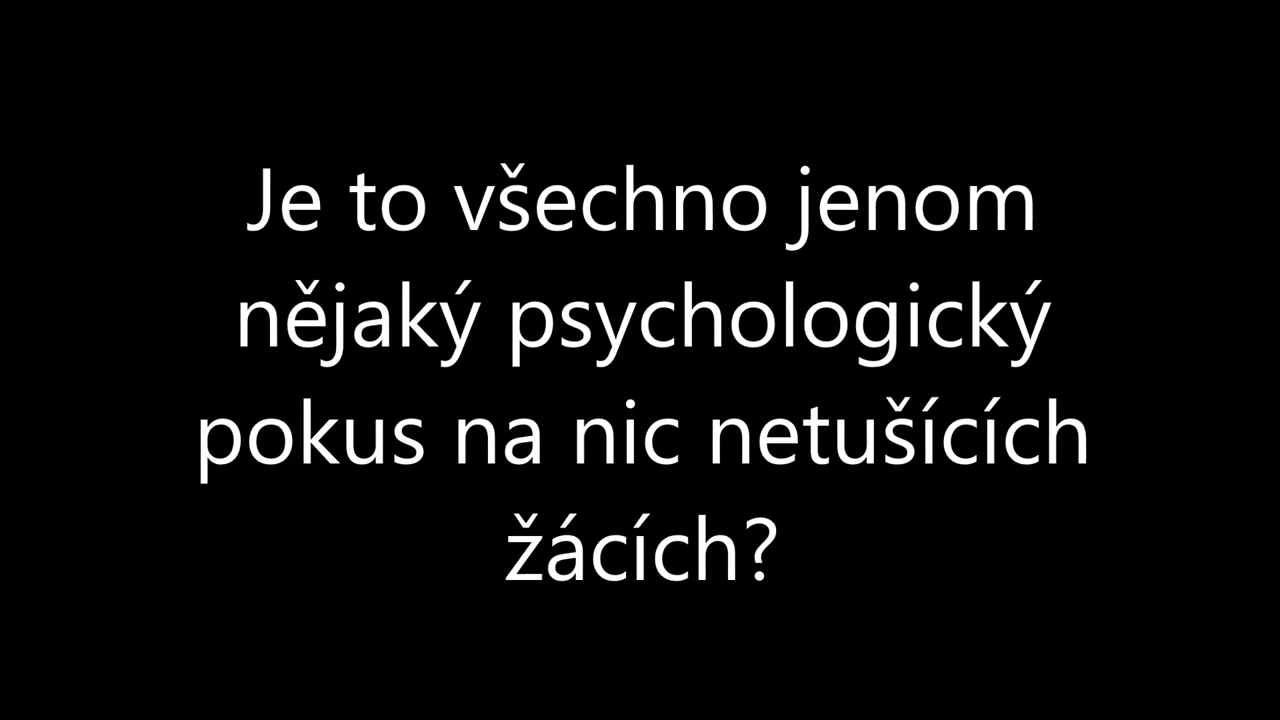 Je to všechno jenom
nějaký psychologický
pokus na nic netušících
žácích?